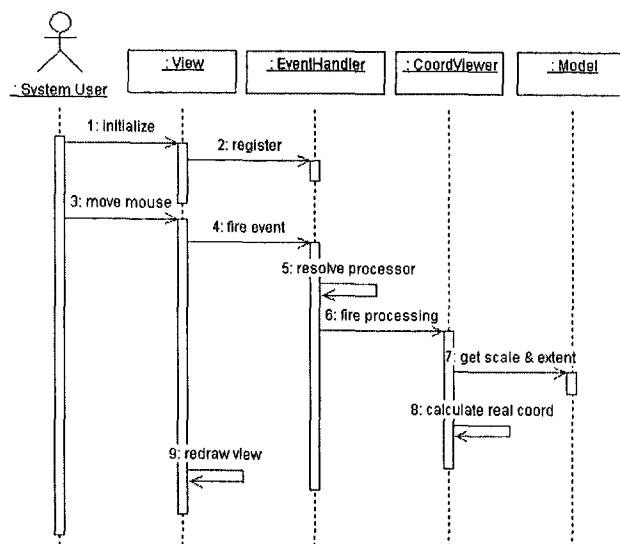 : System User
: View
: EventHandler
: CoordViewer
: Model
1: initialize
2: register
3: move mouse
4: fire event
5: resolve processor
6: fire processing
7: get scale & extent
8: calculate real coord
9: redraw view